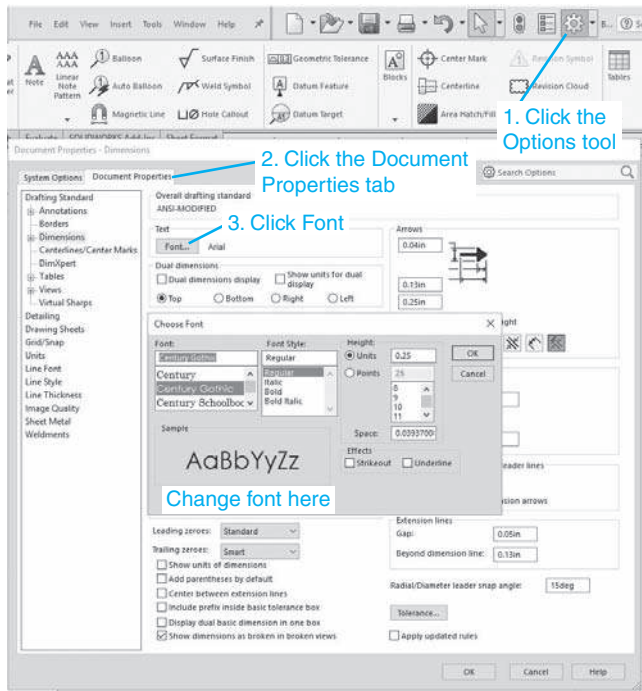 File Edit View Insert Tools Window Help
Note
Linear Note Pattern
Balloon
Auto Balloon
Magnetic Line
Surface Finish
Weld Symbol
Hole Callout
Geometric Tolerance
Datum Feature
Datum Target
Blocks
Center Mark
Centerline
Area Hatch/Fill
Revision Symbol
Revision Cloud
Tables
1. Click the
Options tool
Evaluate SOLIDWORKS Add-Ins Sheet Format
Document Properties - Dimensions
2. Click the Document
Properties tab
System Options Document Properties
Search Options
Drafting Standard
Annotations
Borders
Dimensions
Centerlines/Center Marks
DimXpert
Tables
Views
Virtual Sharps
Detailing
Drawing Sheets
Grid/Snap
Units
Line Font
Line Style
Line Thickness
Image Quality
Sheet Metal
Weldments
Overall drafting standard
ANSI-MODIFIED
3. Click Font
Text
Font... Arial
Dual dimensions
Dual dimensions display
Show units for dual
display
Top Bottom Right Left
Arrows
0.04in
0.13in
0.25in
Choose Font
Font:
Century Gothic
Century
Century Gothic
Century Schoolbook
Font Style:
Regular
Regular
Italic
Bold
Bold Italic
Height:
Units 0.25
Points 25
8
9
10
11
Space: 0.0393700
OK
Cancel
Sample
AaBbYyZz
Effects
Strikeout Underline
Change font here
eader lines
sion arrows
Leading zeroes: Standard
Trailing zeroes: Smart
Show units of dimensions
Add parentheses by default
Center between extension lines
Include prefix inside basic tolerance box
Display dual basic dimension in one box
Show dimensions as broken in broken views
Extension lines
Gap: 0.05in
Beyond dimension line: 0.13in
Radial/Diameter leader snap angle: 15deg
Tolerance...
Apply updated rules
OK Cancel Help